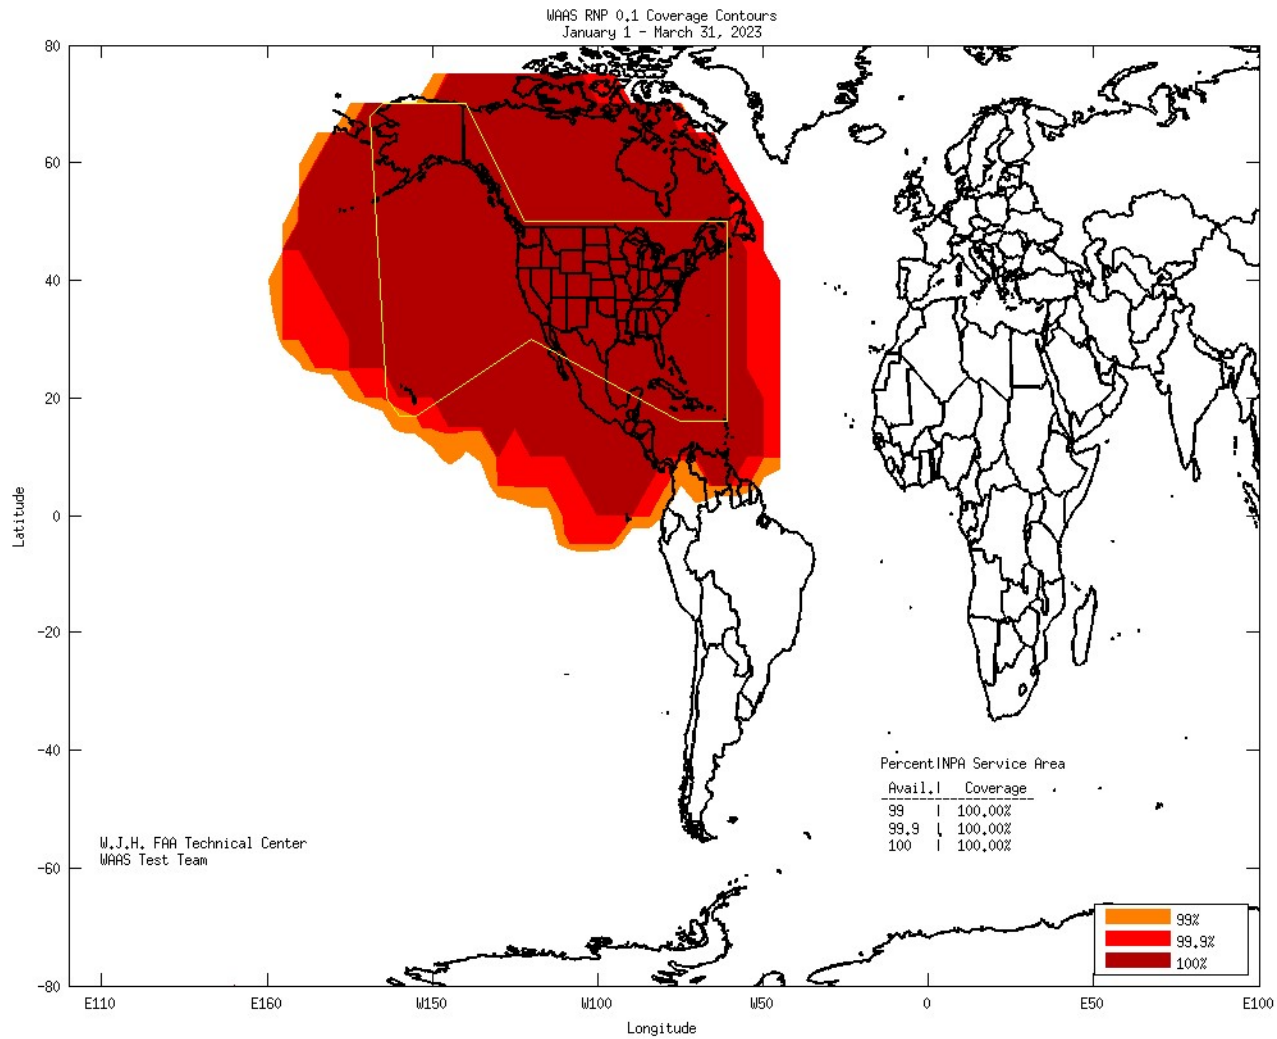 WAAS RNP 0.1 Coverage Contours
January 1 - March 31, 2023
80
60
40
20
0
-20
-40
-60
-80
Latitude
E110 E160 W150 W100 W50 0 E50 E100
Longitude
W.J.H. FAA Technical Center
WAAS Test Team
Percent|NPA Service Area
Avail.| Coverage
99 | 100.00%
99.9 | 100.00%
100 | 100.00%
99%
99.9%
100%